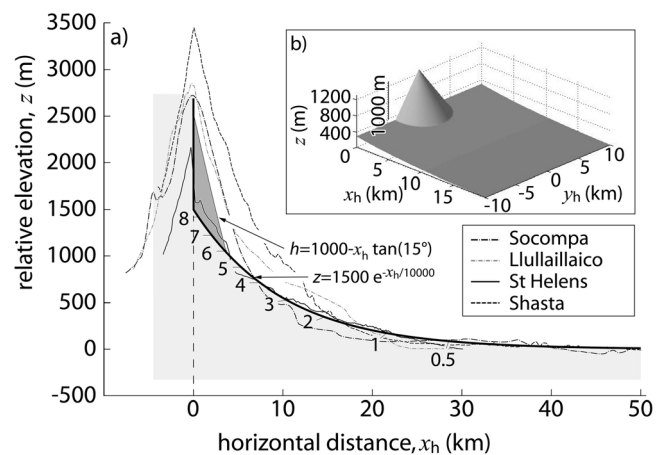 a)
relative elevation, z (m)
3500
3000
2500
2000
1500
1000
500
0
-500
8
7
6
5
4
3
2
1
0.5
h=1000-xₕ tan(15°)
z=1500 e^-xₕ/10000
0
10
20
30
40
50
horizontal distance, xₕ (km)
b)
z (m)
1200
800
400
1000 m
0
5
10
15
xₕ (km)
-10
-5
0
5
10
yₕ (km)
Socompa
Llullaillaico
St Helens
Shasta